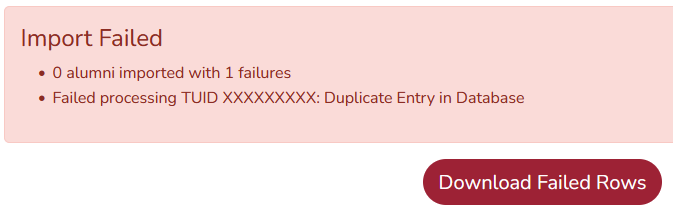 Import Failed
• 0 alumni imported with 1 failures
• Failed processing TUID XXXXXXXXX: Duplicate Entry in Database
Download Failed Rows